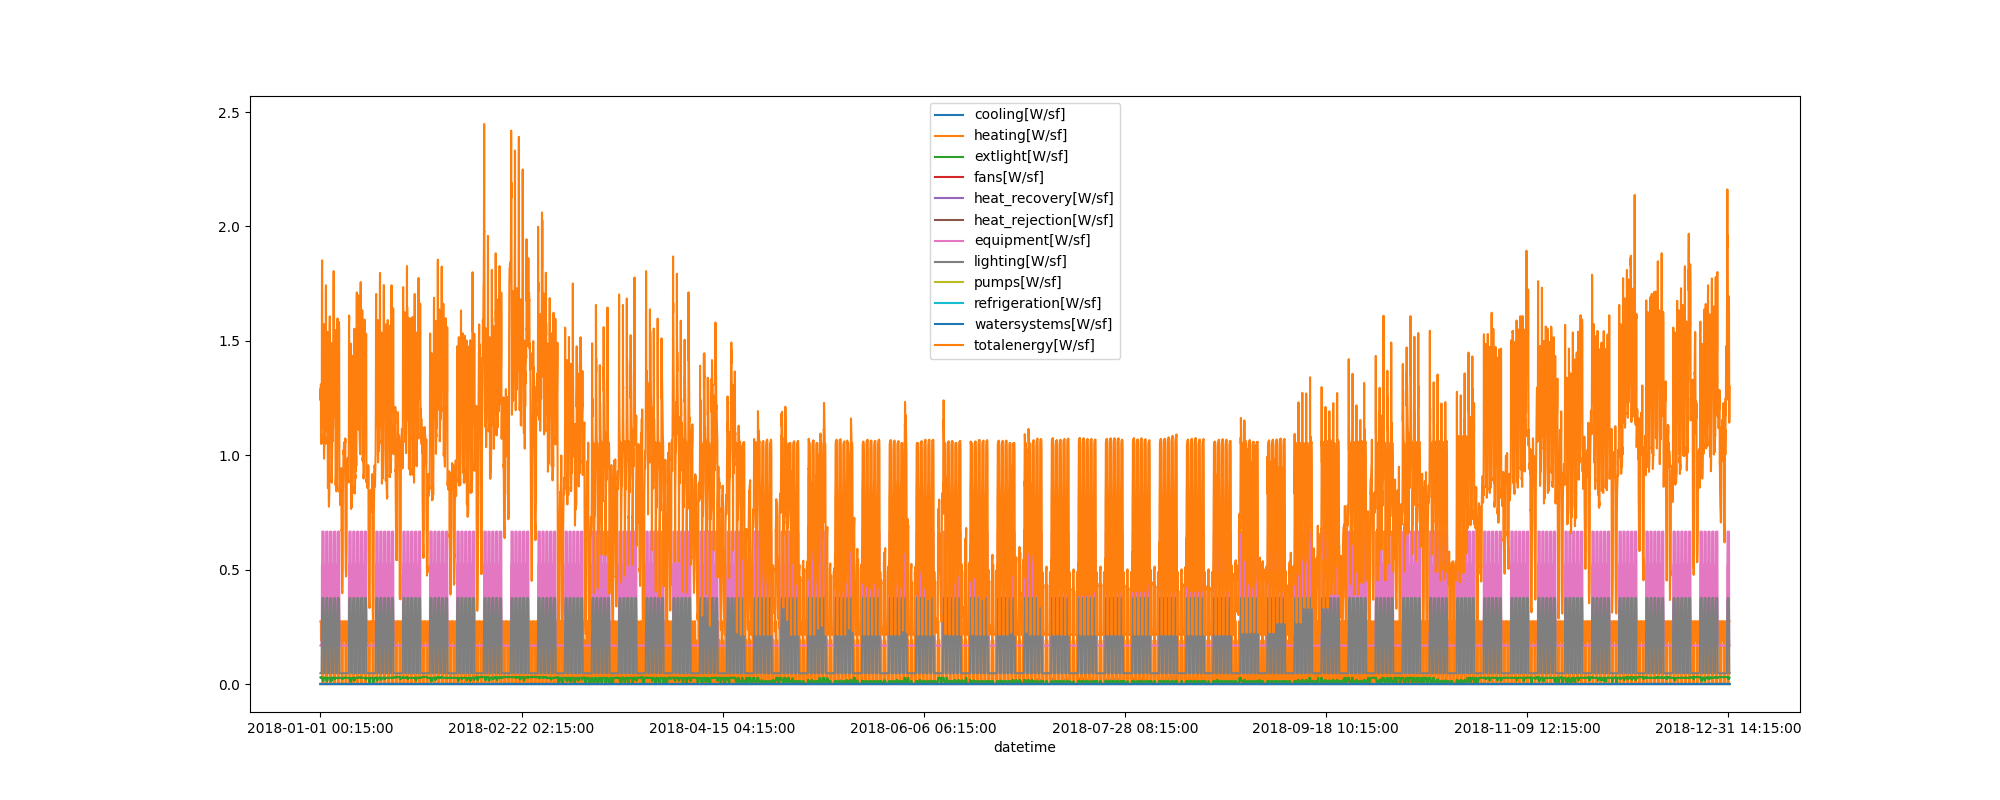 2.5
2.0
1.5
1.0
0.5
0.0
cooling[W/sf]
heating[W/sf]
extlight[W/sf]
fans[W/sf]
heat_recovery[W/sf]
heat_rejection[W/sf]
equipment[W/sf]
lighting[W/sf]
pumps[W/sf]
refrigeration[W/sf]
watersystems[W/sf]
totalenergy[W/sf]
2018-01-01 00:15:00 2018-02-22 02:15:00 2018-04-15 04:15:00 2018-06-06 06:15:00 2018-07-28 08:15:00 2018-09-18 10:15:00 2018-11-09 12:15:00 2018-12-31 14:15:00
datetime